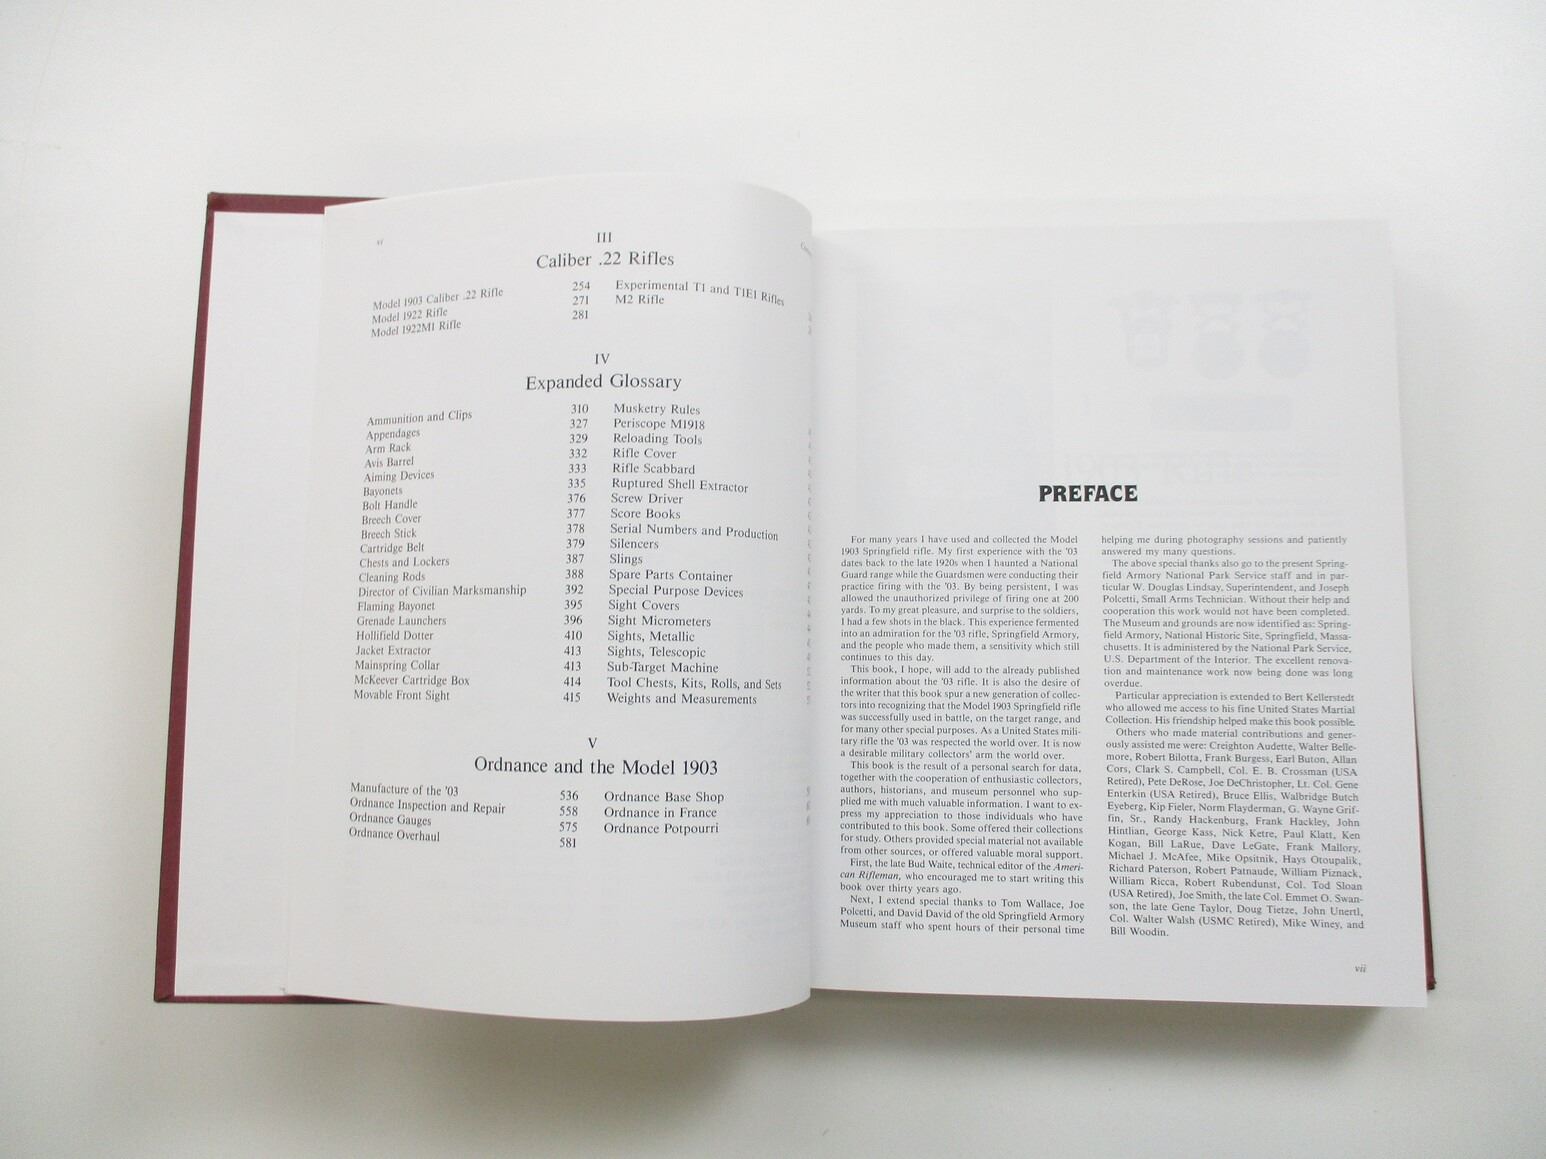 vi
III
Caliber .22 Rifles
Model 1903 Caliber .22 Rifle 254
Model 1922 Rifle 271
Model 1922M1 Rifle 281
Experimental T1 and T1E1 Rifles
M2 Rifle
IV
Expanded Glossary
Ammunition and Clips 310
Appendages 327
Arm Rack 329
Avis Barrel 332
Aiming Devices 333
Bayonets 335
Bolt Handle 376
Breech Cover 377
Breech Stick 378
Cartridge Belt 379
Chests and Lockers 387
Cleaning Rods 388
Director of Civilian Marksmanship 392
Flaming Bayonet 395
Grenade Launchers 396
Hollifield Dotter 410
Jacket Extractor 413
Mainspring Collar 413
McKeever Cartridge Box 414
Movable Front Sight 415
Musketry Rules
Periscope M1918
Reloading Tools
Rifle Cover
Rifle Scabbard
Ruptured Shell Extractor
Screw Driver
Score Books
Serial Numbers and Production
Silencers
Slings
Spare Parts Container
Special Purpose Devices
Sight Covers
Sight Micrometers
Sights, Metallic
Sights, Telescopic
Sub-Target Machine
Tool Chests, Kits, Rolls, and Sets
Weights and Measurements
V
Ordnance and the Model 1903
Manufacture of the '03 536
Ordnance Inspection and Repair 558
Ordnance Gauges 575
Ordnance Overhaul 581
Ordnance Base Shop
Ordnance in France
Ordnance Potpourri
PREFACE
For many years I have used and collected the Model
1903 Springfield rifle. My first experience with the '03
dates back to the late 1920s when I haunted a National
Guard range while the Guardsmen were conducting their
practice firing with the '03. By being persistent, I was
allowed the unauthorized privilege of firing one at 200
yards. To my great pleasure, and surprise to the soldiers,
I had a few shots in the black. This experience fermented
into an admiration for the '03 rifle, Springfield Armory,
and the people who made them, a sensitivity which still
continues to this day.
This book, I hope, will add to the already published
information about the '03 rifle. It is also the desire of
the writer that this book spur a new generation of collec-
tors into recognizing that the Model 1903 Springfield rifle
was successfully used in battle, on the target range, and
for many other special purposes. As a United States mili-
tary rifle the '03 was respected the world over. It is now
a desirable military collectors' arm the world over.
This book is the result of a personal search for data,
together with the cooperation of enthusiastic collectors,
authors, historians, and museum personnel who sup-
plied me with much valuable information. I want to ex-
press my appreciation to those individuals who have
contributed to this book. Some offered their collections
for study. Others provided special material not available
from other sources, or offered valuable moral support.
First, the late Bud Waite, technical editor of the Ameri-
can Rifleman, who encouraged me to start writing this
book over thirty years ago.
Next, I extend special thanks to Tom Wallace, Joe
Polcetti, and David David of the old Springfield Armory
Museum staff who spent hours of their personal time
helping me during photography sessions and patiently
answered my many questions.
The above special thanks also go to the present Spring-
field Armory National Park Service staff and in par-
ticular W. Douglas Lindsay, Superintendent, and Joseph
Polcetti, Small Arms Technician. Without their help and
cooperation this work would not have been completed.
The Museum and grounds are now identified as: Spring-
field Armory, National Historic Site, Springfield, Massa-
chusetts. It is administered by the National Park Service,
U.S. Department of the Interior. The excellent renova-
tion and maintenance work now being done was long
overdue.
Particular appreciation is extended to Bert Kellerstedt
who allowed me access to his fine United States Martial
Collection. His friendship helped make this book possible.
Others who made material contributions and gener-
ously assisted me were: Creighton Audette, Walter Belle-
more, Robert Bilotta, Frank Burgess, Earl Buton, Allan
Cors, Clark S. Campbell, Col. E. B. Crossman (USA
Retired), Pete DeRose, Joe DeChristopher, Lt. Col. Gene
Enterkin (USA Retired), Bruce Ellis, Walbridge Butch
Eyeberg, Kip Fieler, Norm Flayderman, G. Wayne Grif-
fin, Sr., Randy Hackenburg, Frank Hackley, John
Hintlian, George Kass, Nick Ketre, Paul Klatt, Ken
Kogan, Bill LaRue, Dave LeGate, Frank Mallory,
Michael J. McAfee, Mike Opsitnik, Hays Otoupalik,
Richard Paterson, Robert Patnaude, William Piznack,
William Ricca, Robert Rubendunst, Col. Tod Sloan
(USA Retired), Joe Smith, the late Col. Emmet O. Swan-
son, the late Gene Taylor, Doug Tietze, John Unertl,
Col. Walter Walsh (USMC Retired), Mike Winey, and
Bill Woodin.
vii